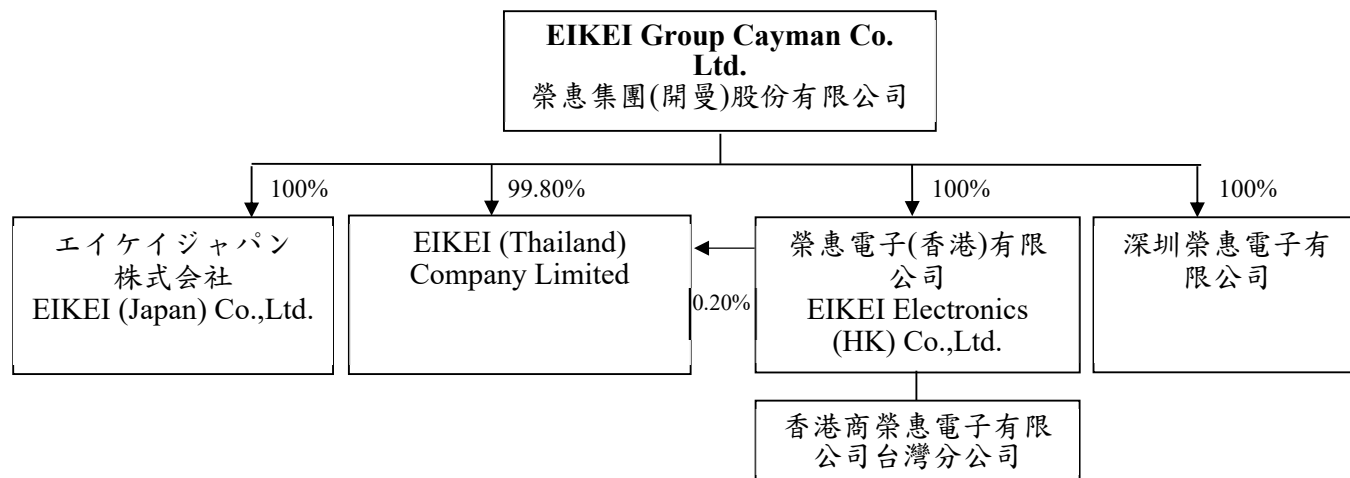 EIKEI Group Cayman Co.
Ltd.
榮惠集團(開曼)股份有限公司
100%
99.80%
100%
100%
エイケイジャパン
株式会社
EIKEI (Japan) Co.,Ltd.
EIKEI (Thailand)
Company Limited
0.20%
榮惠電子(香港)有限
公司
EIKEI Electronics
(HK) Co.,Ltd.
深圳榮惠電子有
限公司
香港商榮惠電子有限
公司台灣分公司